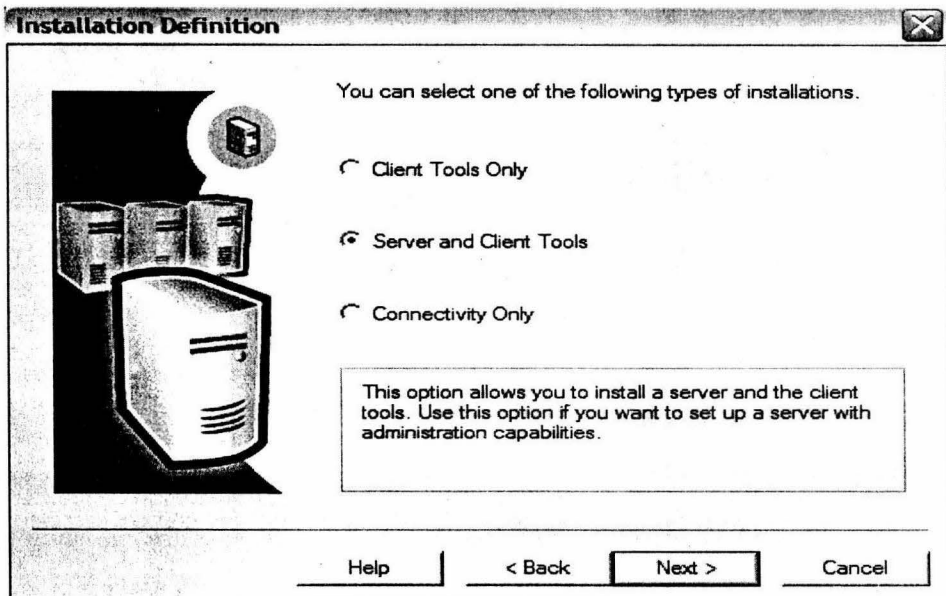 Installation Definition
You can select one of the following types of installations.
Client Tools Only
Server and Client Tools
Connectivity Only
This option allows you to install a server and the client
tools. Use this option if you want to set up a server with
administration capabilities.
Help
< Back
Next >
Cancel